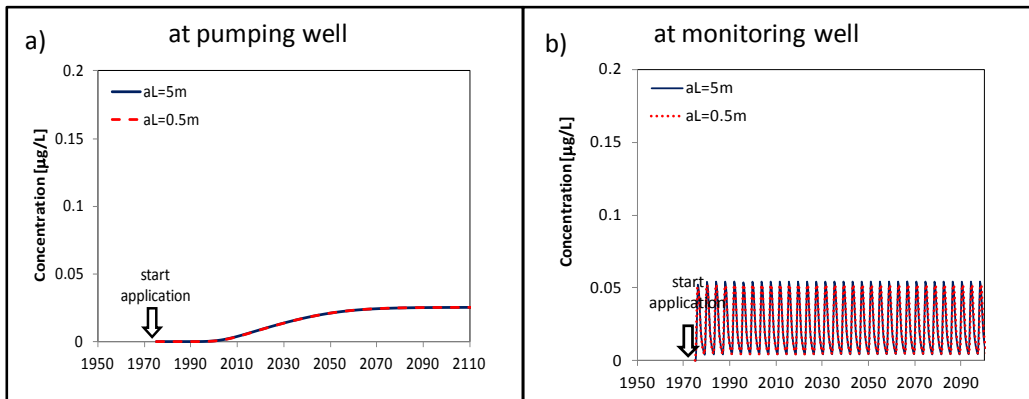 a)
at pumping well
Concentration [µg/L]
0.2
0.15
0.1
0.05
0
aL=5m
aL=0.5m
start
application
1950 1970 1990 2010 2030 2050 2070 2090 2110
b)
at monitoring well
Concentration [µg/L]
0.2
0.15
0.1
0.05
0
aL=5m
aL=0.5m
start
application
1950 1970 1990 2010 2030 2050 2070 2090